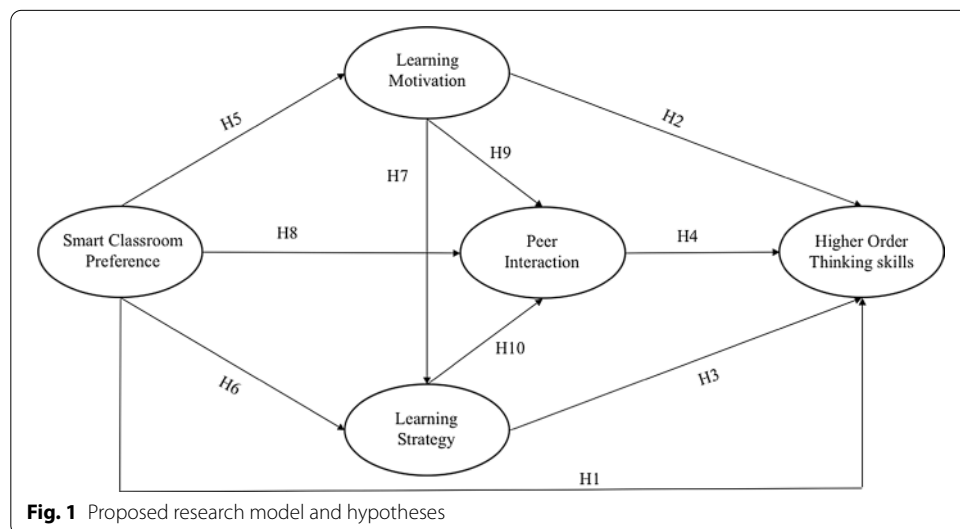 Learning
Motivation
H5
H2
H9
H7
Smart Classroom
Preference
H8
Peer
Interaction
H4
Higher Order
Thinking skills
H10
H6
H3
Learning
Strategy
H1
Fig. 1 Proposed research model and hypotheses